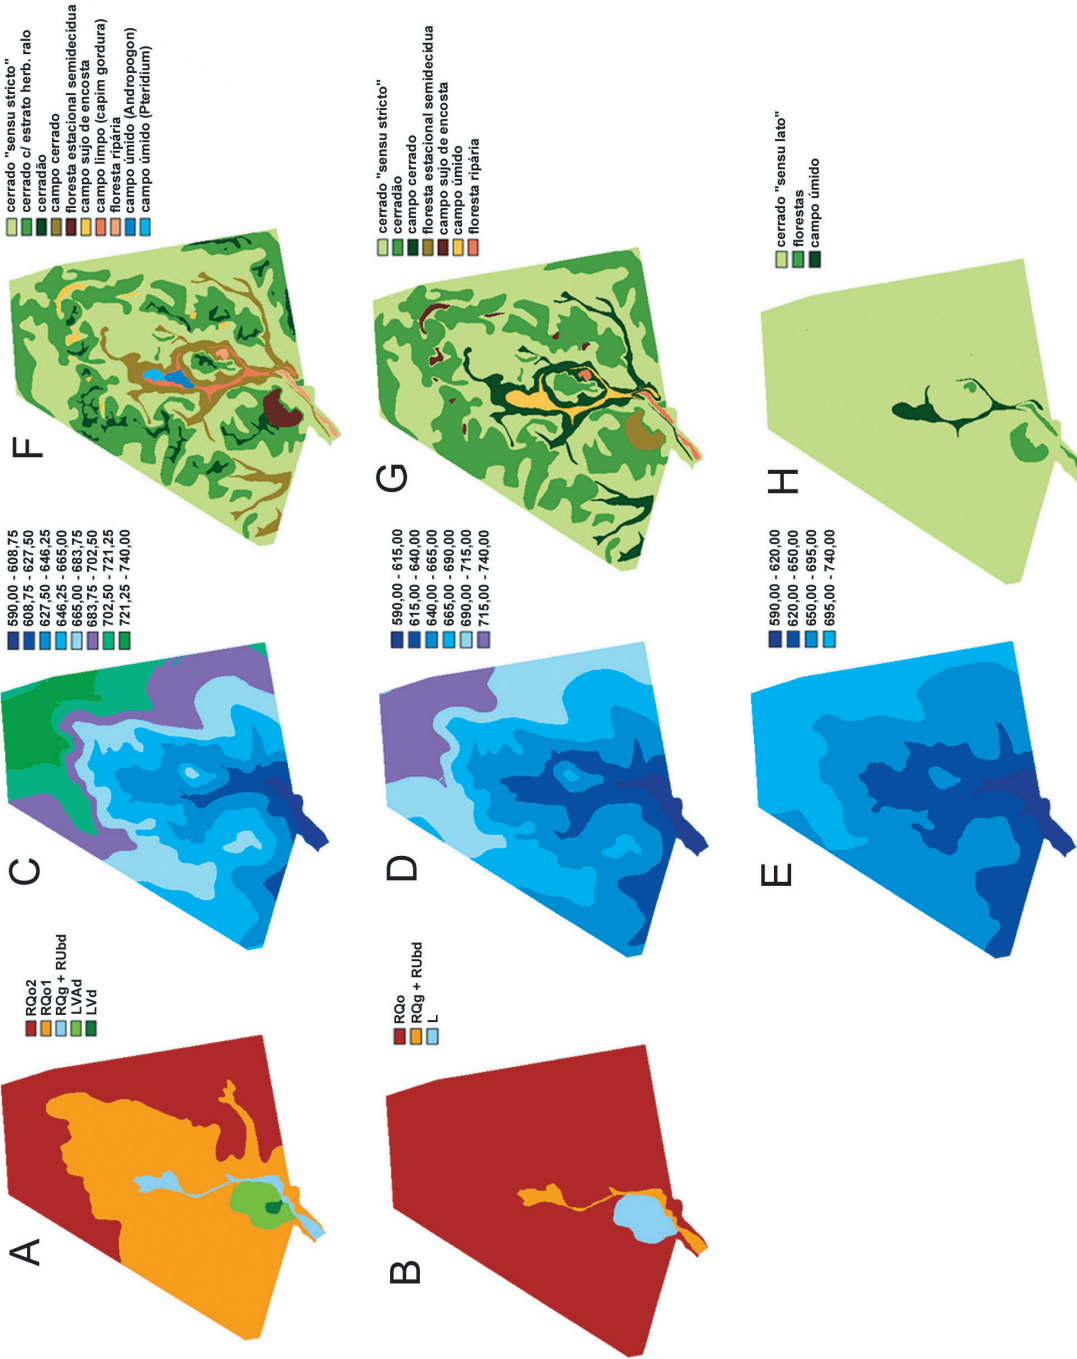 A
RQo2
RQo1
RQg + RUbd
LVAd
LVd
B
RQo
RQg + RUbd
L
C
590,00 - 608,75
608,75 - 627,50
627,50 - 646,25
646,25 - 665,00
665,00 - 683,75
683,75 - 702,50
702,50 - 721,25
721,25 - 740,00
D
590,00 - 615,00
615,00 - 640,00
640,00 - 665,00
665,00 - 690,00
690,00 - 715,00
715,00 - 740,00
E
590,00 - 620,00
620,00 - 650,00
650,00 - 695,00
695,00 - 740,00
F
cerrado "sensu stricto"
cerrado c/ estrato herb. ralo
cerradão
campo cerrado
floresta estacional semidecídua
campo sujo de encosta
campo limpo (capim gordura)
floresta ripária
campo úmido (Andropogon)
campo úmido (Pteridium)
G
cerrado "sensu stricto"
cerradão
campo cerrado
floresta estacional semidecídua
campo sujo de encosta
campo úmido
floresta ripária
H
cerrado "sensu lato"
florestas
campo úmido